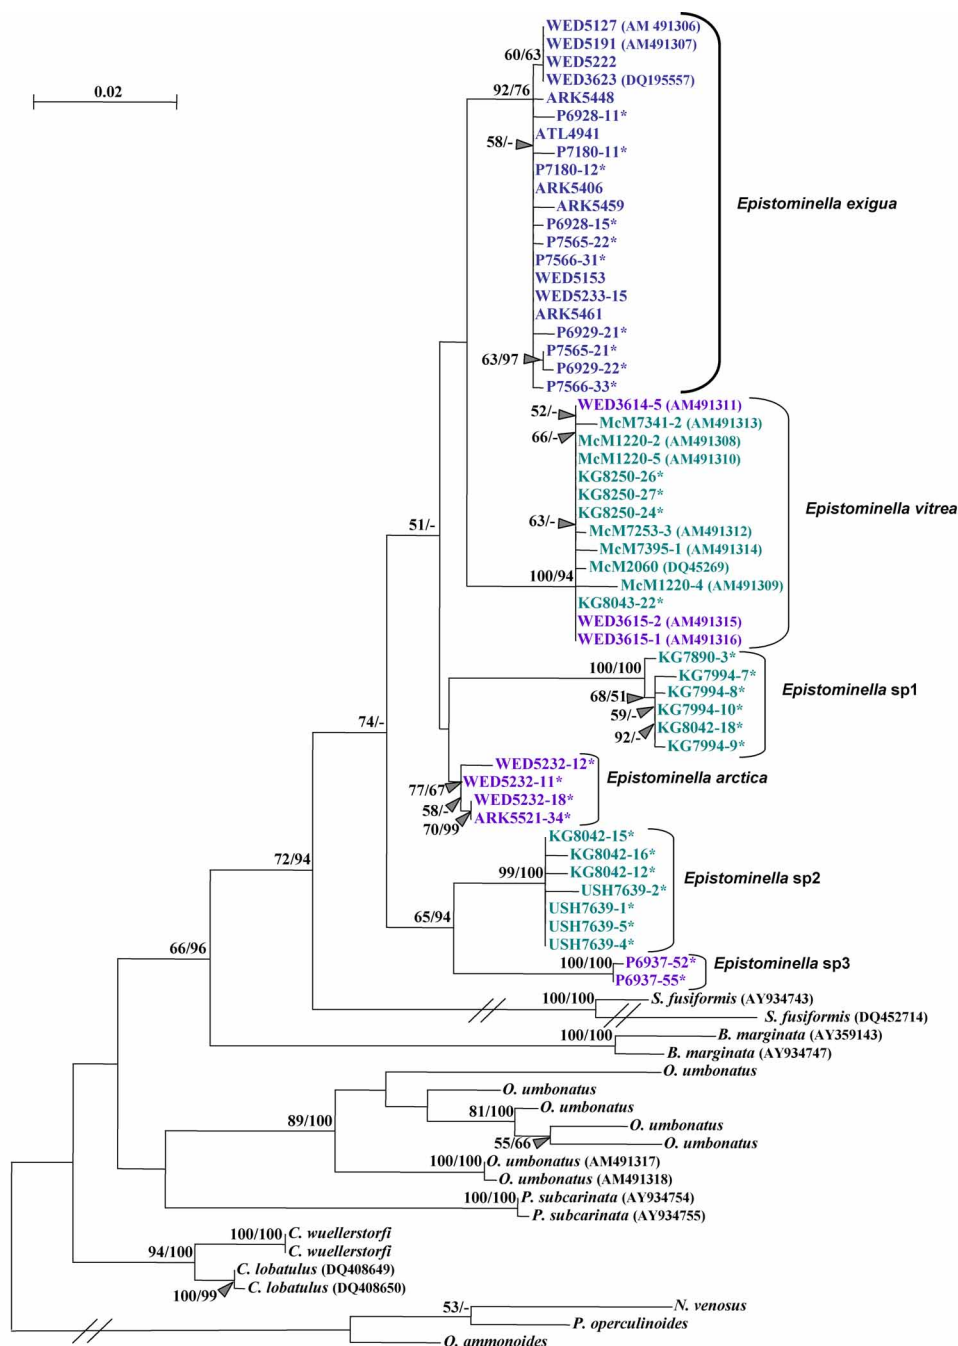 WED5127 (AM 491306)
WED5191 (AM491307)
60/63
WED5222
WED3623 (DQ195557)
0.02
92/76
ARK5448
P6928-11*
ATL4941
58/-
P7180-11*
P7180-12*
ARK5406
Epistominella exigua
ARK5459
P6928-15*
P7565-22*
P7566-31*
WED5153
WED5233-15
ARK5461
P6929-21*
P7565-21*
63/97
P6929-22*
P7566-33*
WED3614-5 (AM491311)
52/-
McM7341-2 (AM491313)
66/-
McM1220-2 (AM491308)
McM1220-5 (AM491310)
KG8250-26*
KG8250-27*
Epistominella vitrea
KG8250-24*
63/-
51/-
McM7253-3 (AM491312)
McM7395-1 (AM491314)
McM2060 (DQ45269)
100/94
McM1220-4 (AM491309)
KG8043-22*
WED3615-2 (AM491315)
WED3615-1 (AM491316)
KG7890-3*
100/100
KG7994-7*
68/51
KG7994-8*
Epistominella sp1
59/-
KG7994-10*
74/-
KG8042-18*
92/-
KG7994-9*
WED5232-12*
Epistominella arctica
77/67
WED5232-11*
58/-
WED5232-18*
70/99
ARK5521-34*
KG8042-15*
72/94
KG8042-16*
99/100
KG8042-12*
Epistominella sp2
USH7639-2*
65/94
USH7639-1*
USH7639-5*
USH7639-4*
66/96
100/100
P6937-52*
Epistominella sp3
P6937-55*
100/100
S. fusiformis (AY934743)
S. fusiformis (DQ452714)
100/100
B. marginata (AY359143)
B. marginata (AY934747)
O. umbonatus
O. umbonatus
89/100
81/100
O. umbonatus
O. umbonatus
55/66
O. umbonatus
100/100
O. umbonatus (AM491317)
O. umbonatus (AM491318)
100/100
P. subcarinata (AY934754)
P. subcarinata (AY934755)
100/100
C. wuellerstorfi
94/100
C. wuellerstorfi
C. lobatulus (DQ408649)
C. lobatulus (DQ408650)
100/99
53/-
N. venosus
P. operculinoides
O. ammonoides